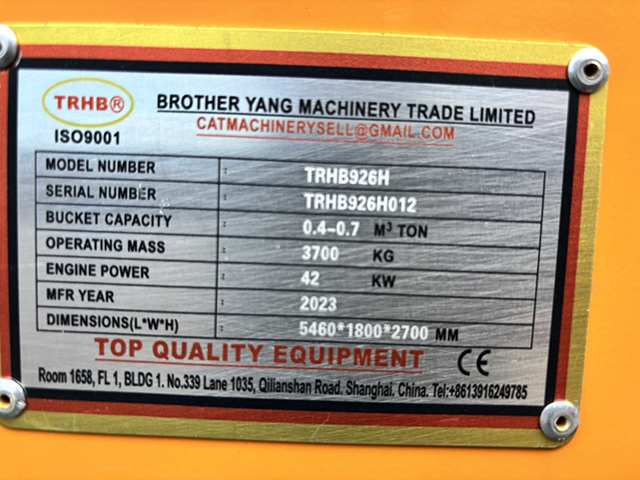 TRHB®
ISO9001
BROTHER YANG MACHINERY TRADE LIMITED
CATMACHINERYSELL@GMAIL.COM
MODEL NUMBER : TRHB926H
SERIAL NUMBER : TRHB926H012
BUCKET CAPACITY : 0.4-0.7 M³ TON
OPERATING MASS : 3700 KG
ENGINE POWER : 42 KW
MFR YEAR : 2023
DIMENSIONS(L*W*H) : 5460*1800*2700 MM
TOP QUALITY EQUIPMENT CE
Room 1658, FL 1, BLDG 1. No.339 Lane 1035, Qilianshan Road. Shanghai. China. Tel:+8613916249785